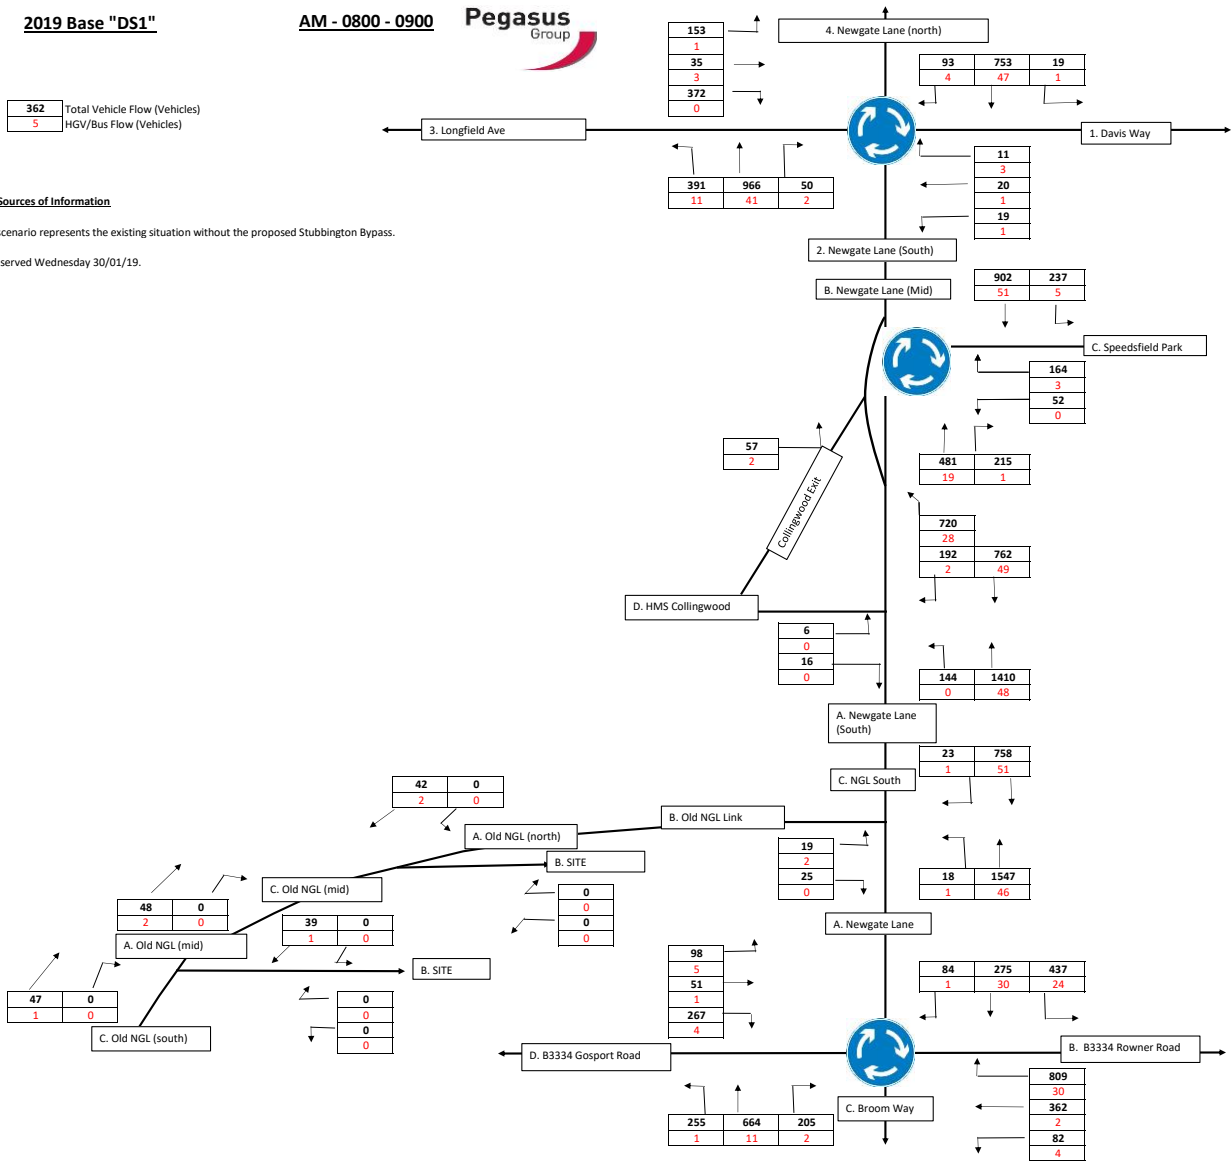 2019 Base "DS1"
AM - 0800 - 0900
Pegasus
Group
362 Total Vehicle Flow (Vehicles)
5 HGV/Bus Flow (Vehicles)
Sources of Information
scenario represents the existing situation without the proposed Stubbington Bypass.
served Wednesday 30/01/19.
153
1
35
3
372
0
4. Newgate Lane (north)
93 753 19
4 47 1
3. Longfield Ave
1. Davis Way
391 966 50
11 41 2
11
3
20
1
19
1
2. Newgate Lane (South)
B. Newgate Lane (Mid)
902 237
51 5
C. Speedsfield Park
164
3
52
0
57
2
481 215
19 1
Collingwood Exit
720
28
192 762
2 49
D. HMS Collingwood
6
0
16
0
144 1410
0 48
A. Newgate Lane
(South)
23 758
1 51
C. NGL South
42 0
2 0
B. Old NGL Link
A. Old NGL (north)
19
2
25
0
B. SITE
18 1547
1 46
C. Old NGL (mid)
0
0
0
0
48 0
2 0
39 0
1 0
A. Newgate Lane
A. Old NGL (mid)
B. SITE
98
5
51
1
267
4
84 275 437
1 30 24
47 0
1 0
0
0
0
0
C. Old NGL (south)
D. B3334 Gosport Road
B. B3334 Rowner Road
809
30
362
2
82
4
C. Broom Way
255 664 205
1 11 2